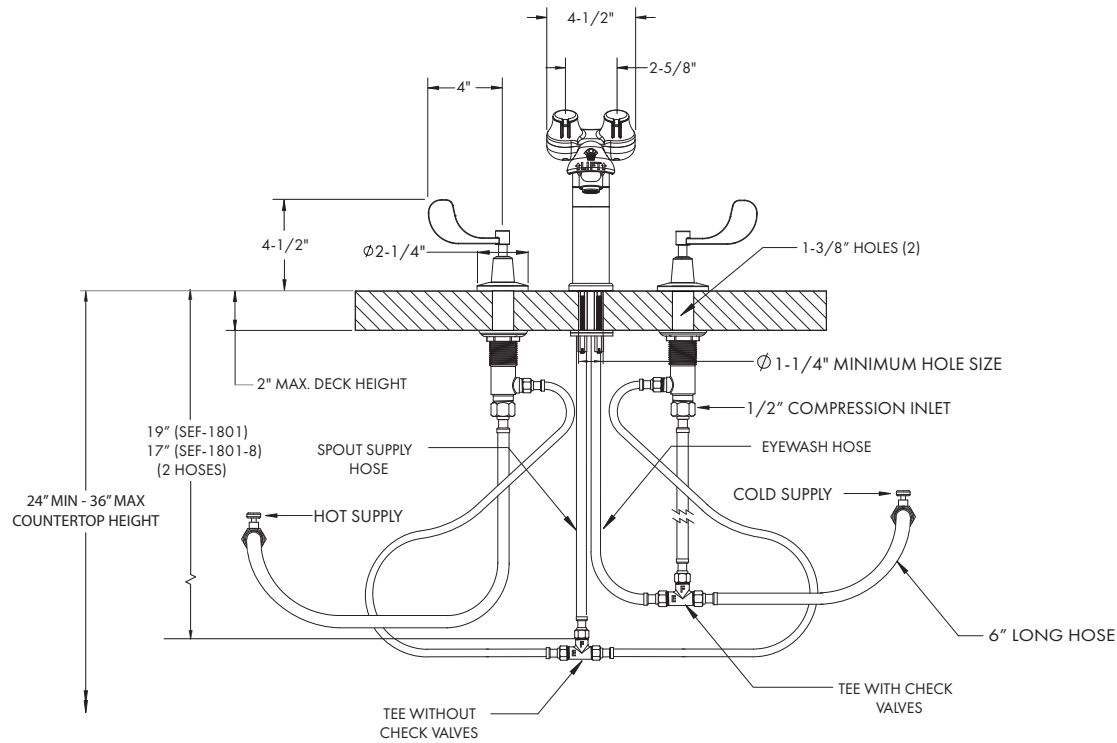 4-1/2"
2-5/8"
4"
LIFT
4-1/2"
Ø2-1/4"
1-3/8” HOLES (2)
2" MAX. DECK HEIGHT
Ø 1-1/4" MINIMUM HOLE SIZE
1/2” COMPRESSION INLET
19” (SEF-1801)
17” (SEF-1801-8)
(2 HOSES)
SPOUT SUPPLY
HOSE
EYEWASH HOSE
24” MIN - 36” MAX
COUNTERTOP HEIGHT
HOT SUPPLY
COLD SUPPLY
6” LONG HOSE
TEE WITHOUT
CHECK VALVES
TEE WITH CHECK
VALVES